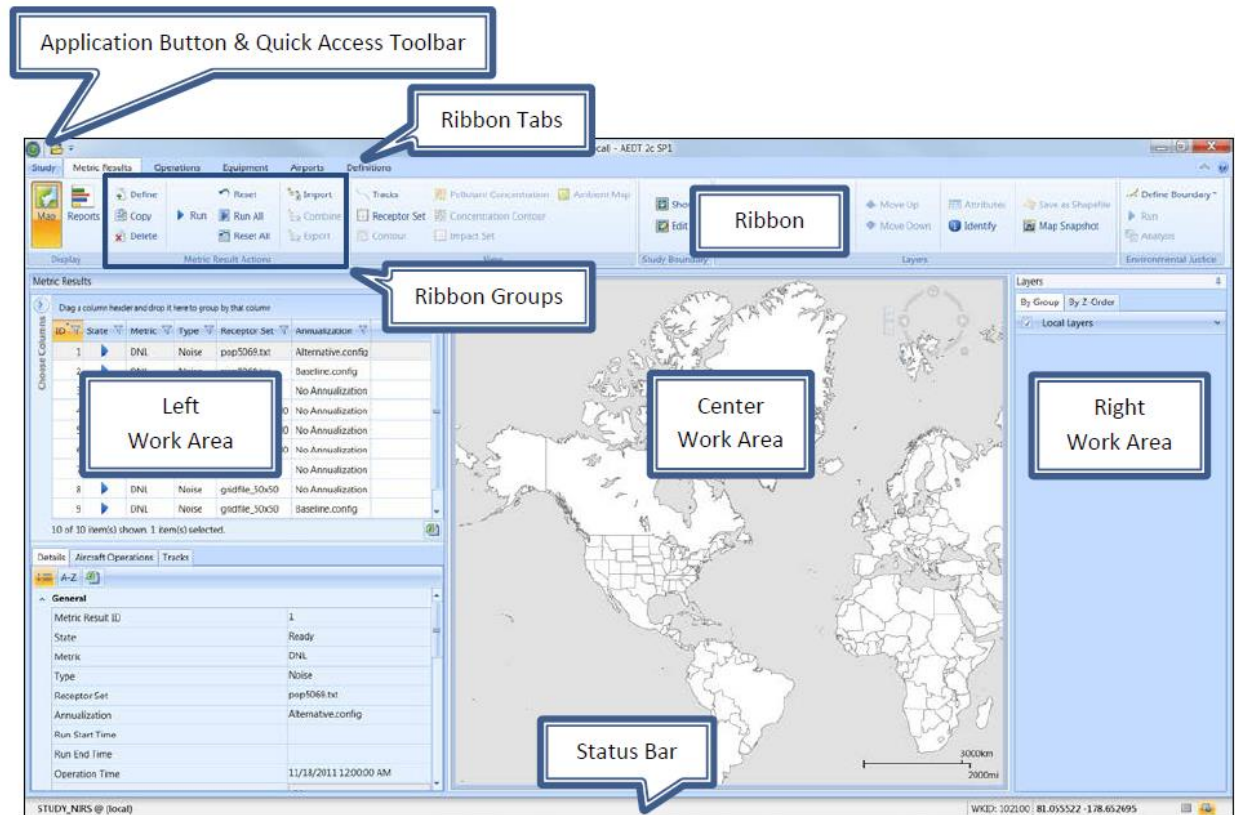 Application Button & Quick Access Toolbar
Ribbon Tabs
cal) - AEDT 2c SP1
Study Metric Results Operations Equipment Airports Definitions
Map Reports
Define
Copy
Delete
Run
Reset
Run All
Reset All
Import
Combine
Export
Tracks
Receptor Set
Contour
Pollutant Concentration
Concentration Contour
Impact Set
Ambient Map
Edit
Ribbon
Move Up
Move Down
Attributes
Identify
Save as Shapefile
Map Snapshot
Define Boundary
Run
Analysis
Display
Metric Result Actions
View
Study Boundary
Layers
Environmental Justice
Ribbon Groups
Metric Results
Drag a column header and drop it here to group by that column
Choose Columns
ID State Metric Type Receptor Set Annualization
1 DNL Noise pop5069.txt Alternative.config
2 Baseline.config
No Annualization
No Annualization
No Annualization
No Annualization
No Annualization
8 DNL Noise gridfile_50x50 No Annualization
9 DNL Noise gridfile_50x50 Baseline.config
10 of 10 item(s) shown. 1 item(s) selected.
Left
Work Area
Center
Work Area
Layers
By Group By Z-Order
Local Layers
Right
Work Area
Details Aircraft Operations Tracks
A-Z
General
Metric Result ID 1
State Ready
Metric DNL
Type Noise
Receptor Set pop5069.txt
Annualization Alternative.config
Run Start Time
Run End Time
Operation Time 11/18/2011 12:00:00 AM
Status Bar
3000km
2000mi
STUDY_NIRS @ (local)
WKID: 102100 81.055522 -178.652695